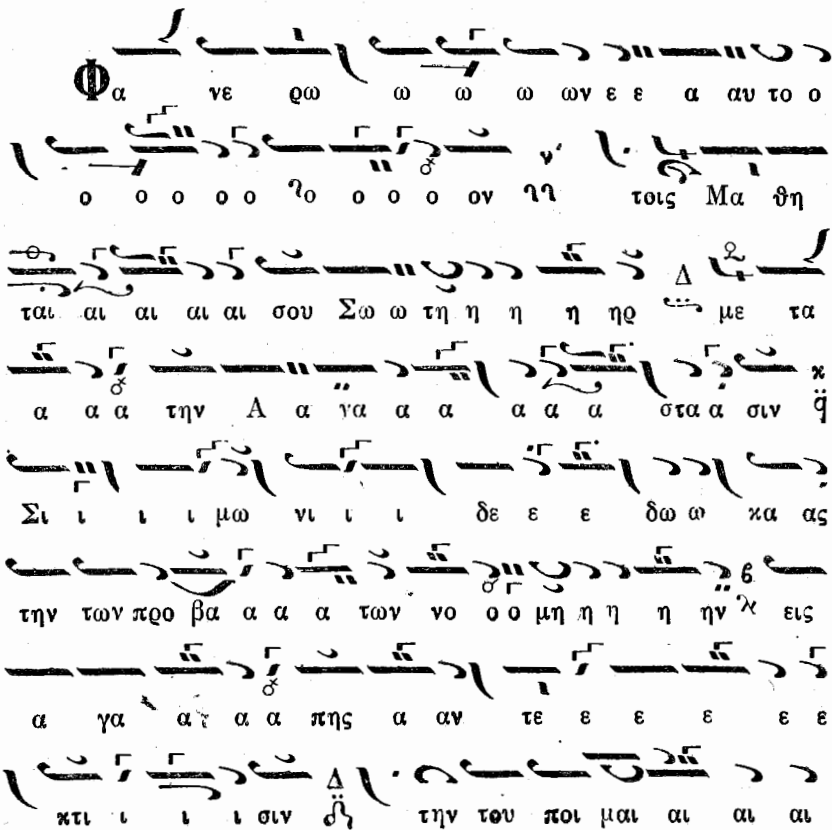 Φα νε ρω ω ω ω ων ε ε α αυ το ο
ο ο ο ο ο το ο ο ο ον ηη τοις Μα θη
ται αι αι αι αι σου Σω ω τη η η η ηρ Δ με τα
α α α την Α α γα α α α α α στα α σιν
Σι ι ι ι μω νι ι ι δε ε ε δω ω κα ας
την των προ βα α α α των νο ο ο μη η η η ην εις
α γα α α α πης α αν τε ε ε ε ε ε
κτι ι ι ι σιν Δ την του ποι μαι αι αι αι